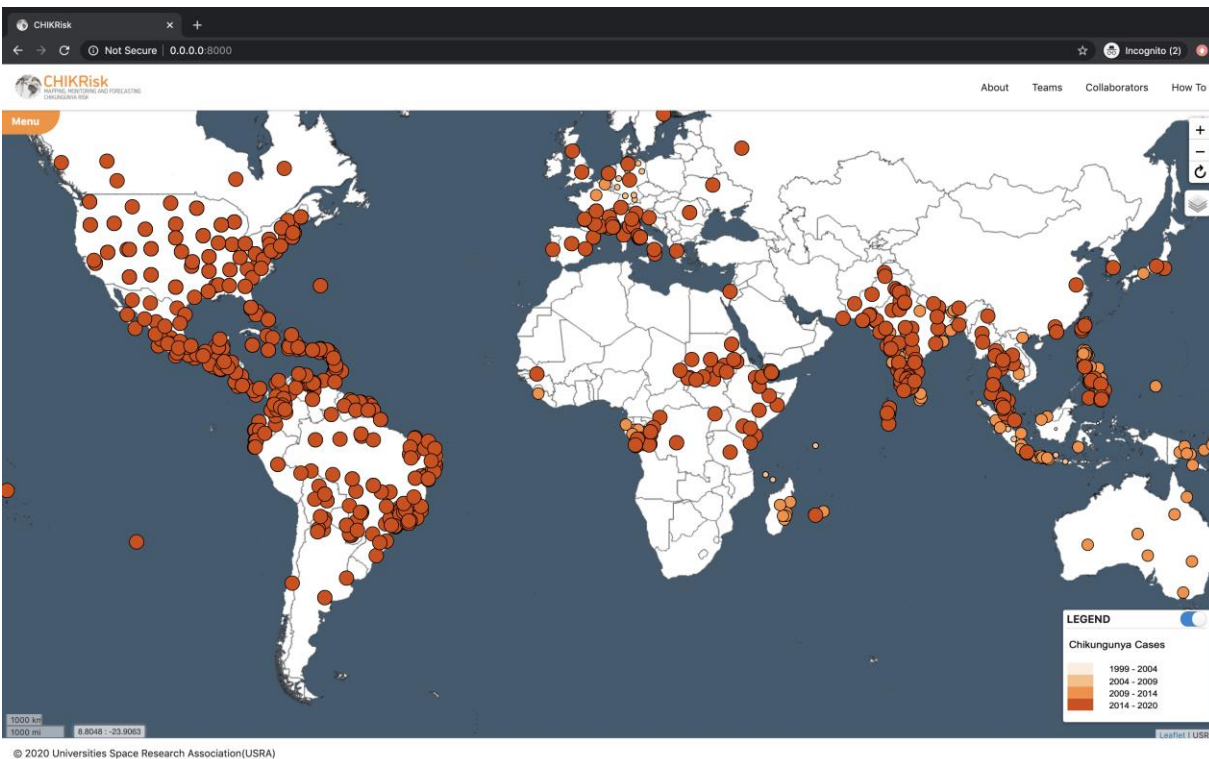 CHIKRisk
Not Secure | 0.0.0.0:8000
Incognito (2)
CHIKRisk
MAPPING, MONITORING AND FORECASTING
CHIKUNGUNYA RISK
About Teams Collaborators How To
Menu
+
−
LEGEND
Chikungunya Cases
1999 - 2004
2004 - 2009
2009 - 2014
2014 - 2020
1000 km
1000 mi
8.8048 : -23.9063
Leaflet | USR
© 2020 Universities Space Research Association(USRA)